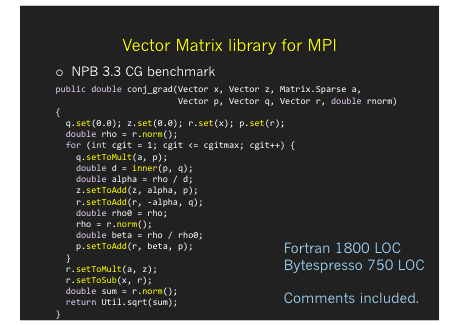 Vector Matrix library for MPI
○ NPB 3.3 CG benchmark
public double conj_grad(Vector x, Vector z, Matrix.Sparse a,
Vector p, Vector q, Vector r, double rnorm)
{
q.set(0.0); z.set(0.0); r.set(x); p.set(r);
double rho = r.norm();
for (int cgit = 1; cgit <= cgitmax; cgit++) {
q.setToMult(a, p);
double d = inner(p, q);
double alpha = rho / d;
z.setToAdd(z, alpha, p);
r.setToAdd(r, -alpha, q);
double rho0 = rho;
rho = r.norm();
double beta = rho / rho0;
p.setToAdd(r, beta, p);
}
r.setToMult(a, z);
r.setToSub(x, r);
double sum = r.norm();
return Util.sqrt(sum);
}
Fortran 1800 LOC
Bytespresso 750 LOC
Comments included.